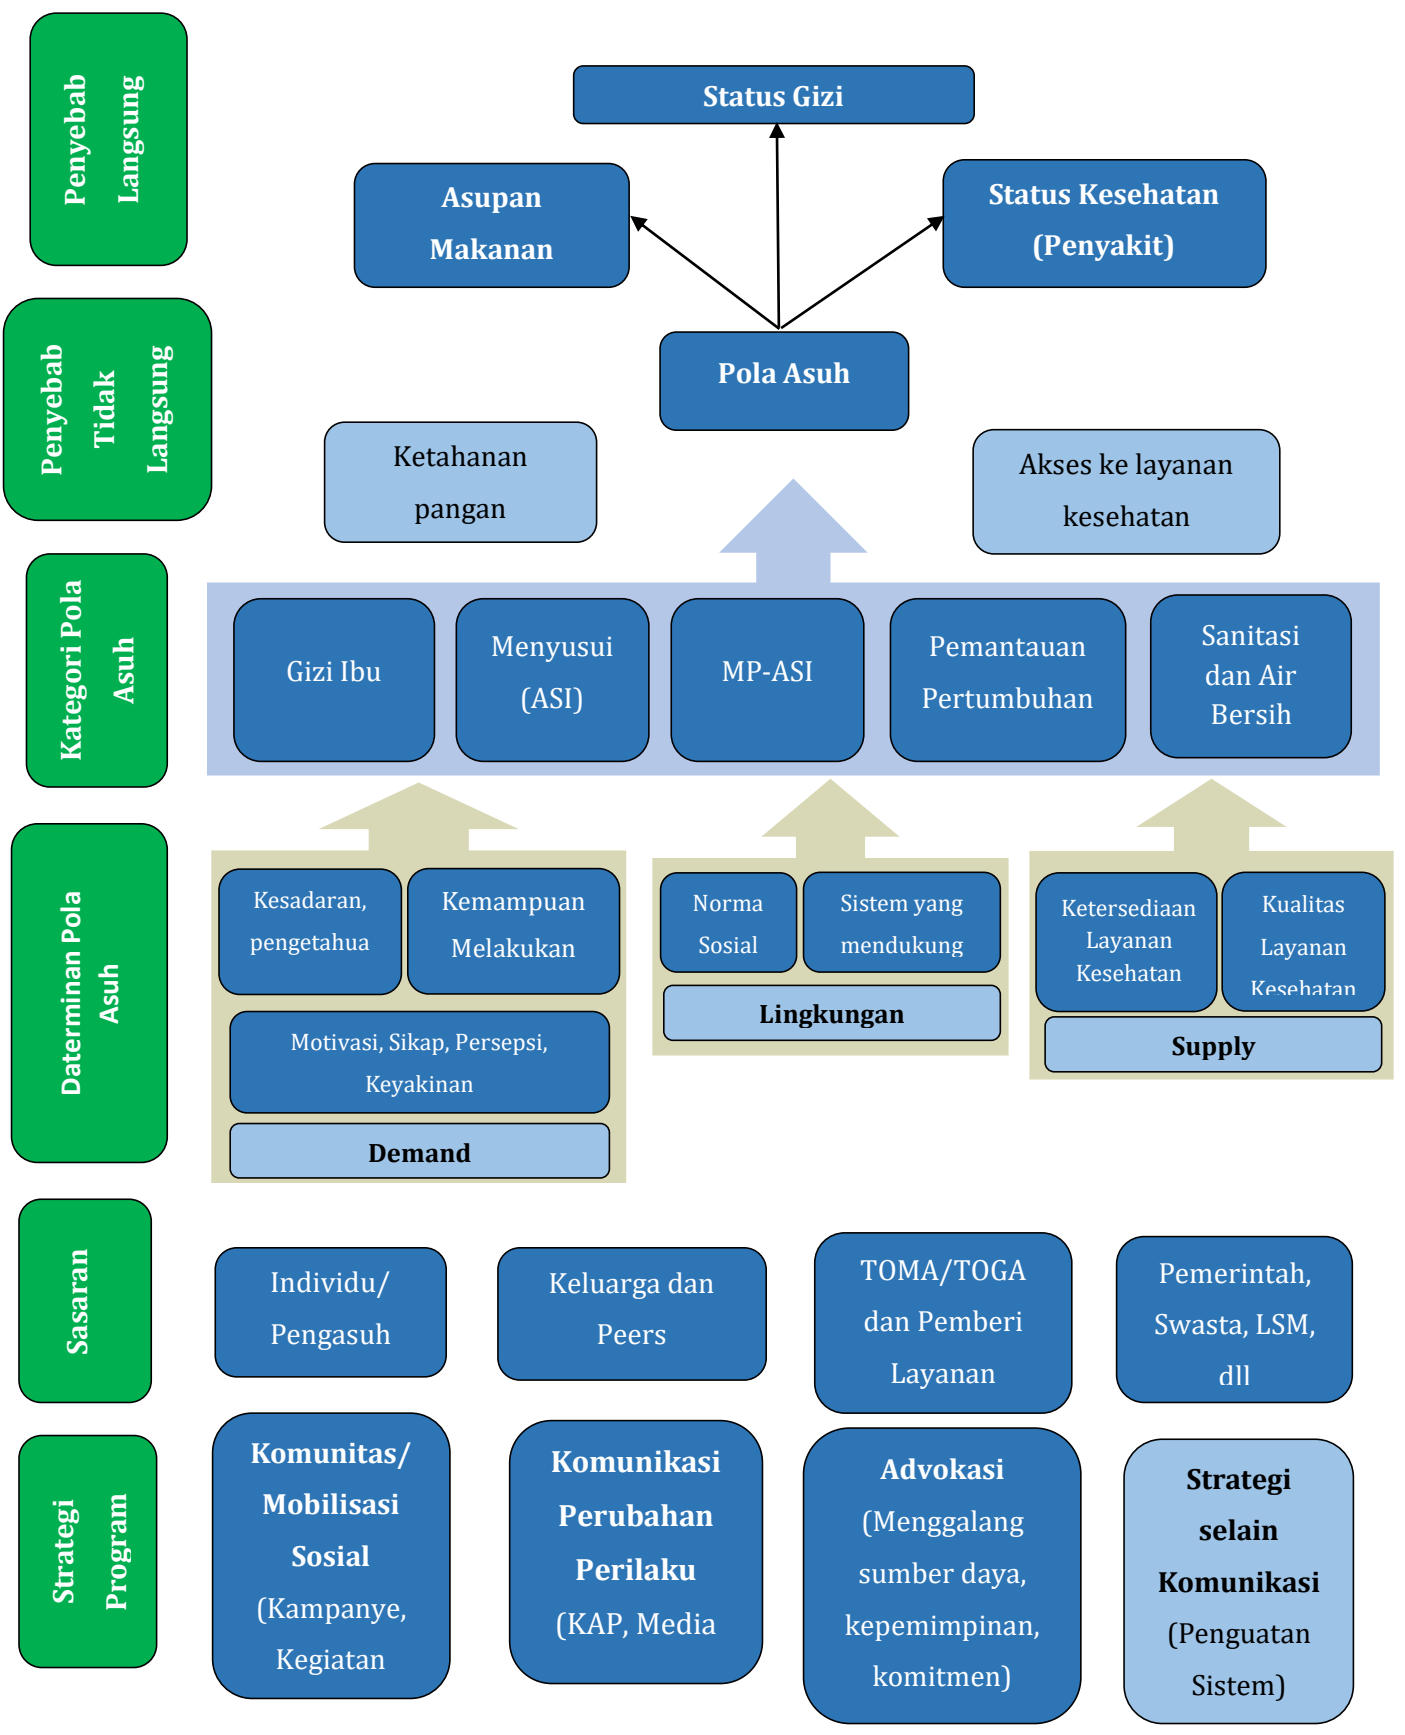 Penyebab
Langsung
Status Gizi
Asupan
Makanan
Status Kesehatan
(Penyakit)
Penyebab
Tidak
Langsung
Pola Asuh
Ketahanan
pangan
Akses ke layanan
kesehatan
Kategori Pola
Asuh
Gizi Ibu
Menyusui
(ASI)
MP-ASI
Pemantauan
Pertumbuhan
Sanitasi
dan Air
Bersih
Daterminan Pola
Asuh
Kesadaran,
pengetahua
Kemampuan
Melakukan
Motivasi, Sikap, Persepsi,
Keyakinan
Demand
Norma
Sosial
Sistem yang
mendukung
Lingkungan
Ketersediaan
Layanan
Kesehatan
Kualitas
Layanan
Kesehatan
Supply
Sasaran
Individu/
Pengasuh
Keluarga dan
Peers
TOMA/TOGA
dan Pemberi
Layanan
Pemerintah,
Swasta, LSM,
dll
Strategi
Program
Komunitas/
Mobilisasi
Sosial
(Kampanye,
Kegiatan
Komunikasi
Perubahan
Perilaku
(KAP, Media
Advokasi
(Menggalang
sumber daya,
kepemimpinan,
komitmen)
Strategi
selain
Komunikasi
(Penguatan
Sistem)